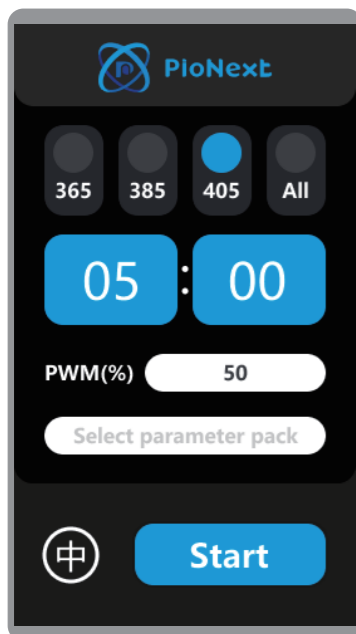 PioNext
365 385 405 All
05 : 00
PWM(%) 50
Select parameter pack
中 Start